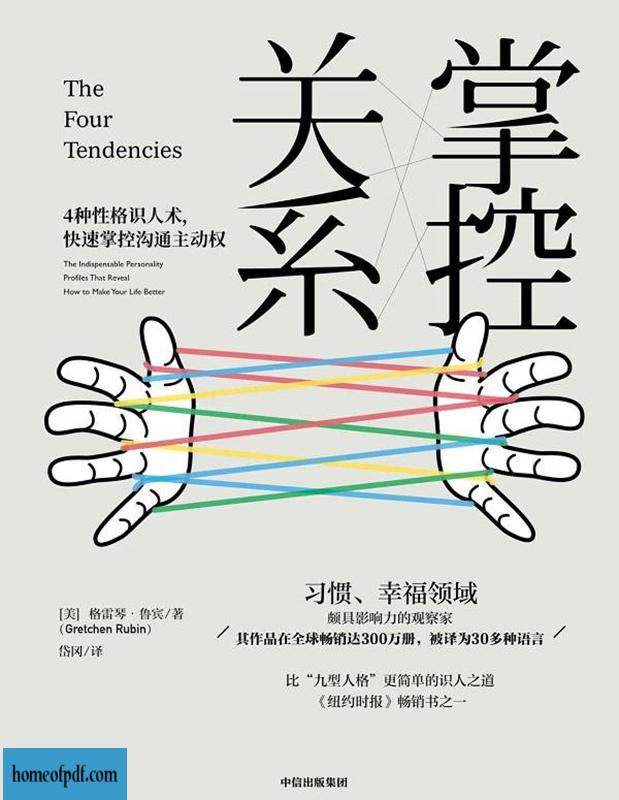 The
Four
Tendencies
掌控
关系
4种性格识人术,
快速掌控沟通主动权
The Indispensable Personality
Profiles That Reveal
How to Make Your Life Better
[美] 格雷琴·鲁宾/著
(Gretchen Rubin)
岱冈/译
习惯、幸福领域
颇具影响力的观察家
其作品在全球畅销达300万册，被译为30多种语言
比“九型人格”更简单的识人之道
《纽约时报》畅销书之一
homeofpdf.com
中信出版集团